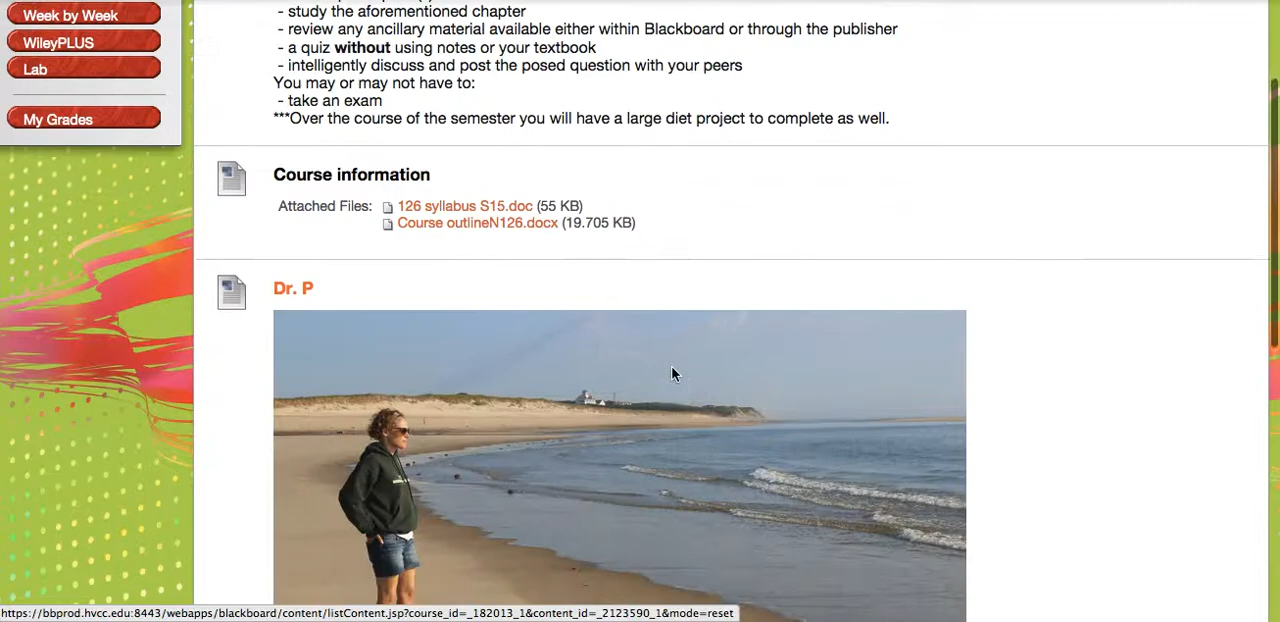 Week by Week
WileyPLUS
Lab
My Grades
- study the aforementioned chapter
- review any ancillary material available either within Blackboard or through the publisher
- a quiz without using notes or your textbook
- intelligently discuss and post the posed question with your peers
You may or may not have to:
- take an exam
***Over the course of the semester you will have a large diet project to complete as well.
Course information
Attached Files: 126 syllabus S15.doc (55 KB)
Course outlineN126.docx (19.705 KB)
Dr. P
https://bbprod.hvcc.edu:8443/webapps/blackboard/content/listContent.jsp?course_id=_182013_1&content_id=_2123590_1&mode=reset